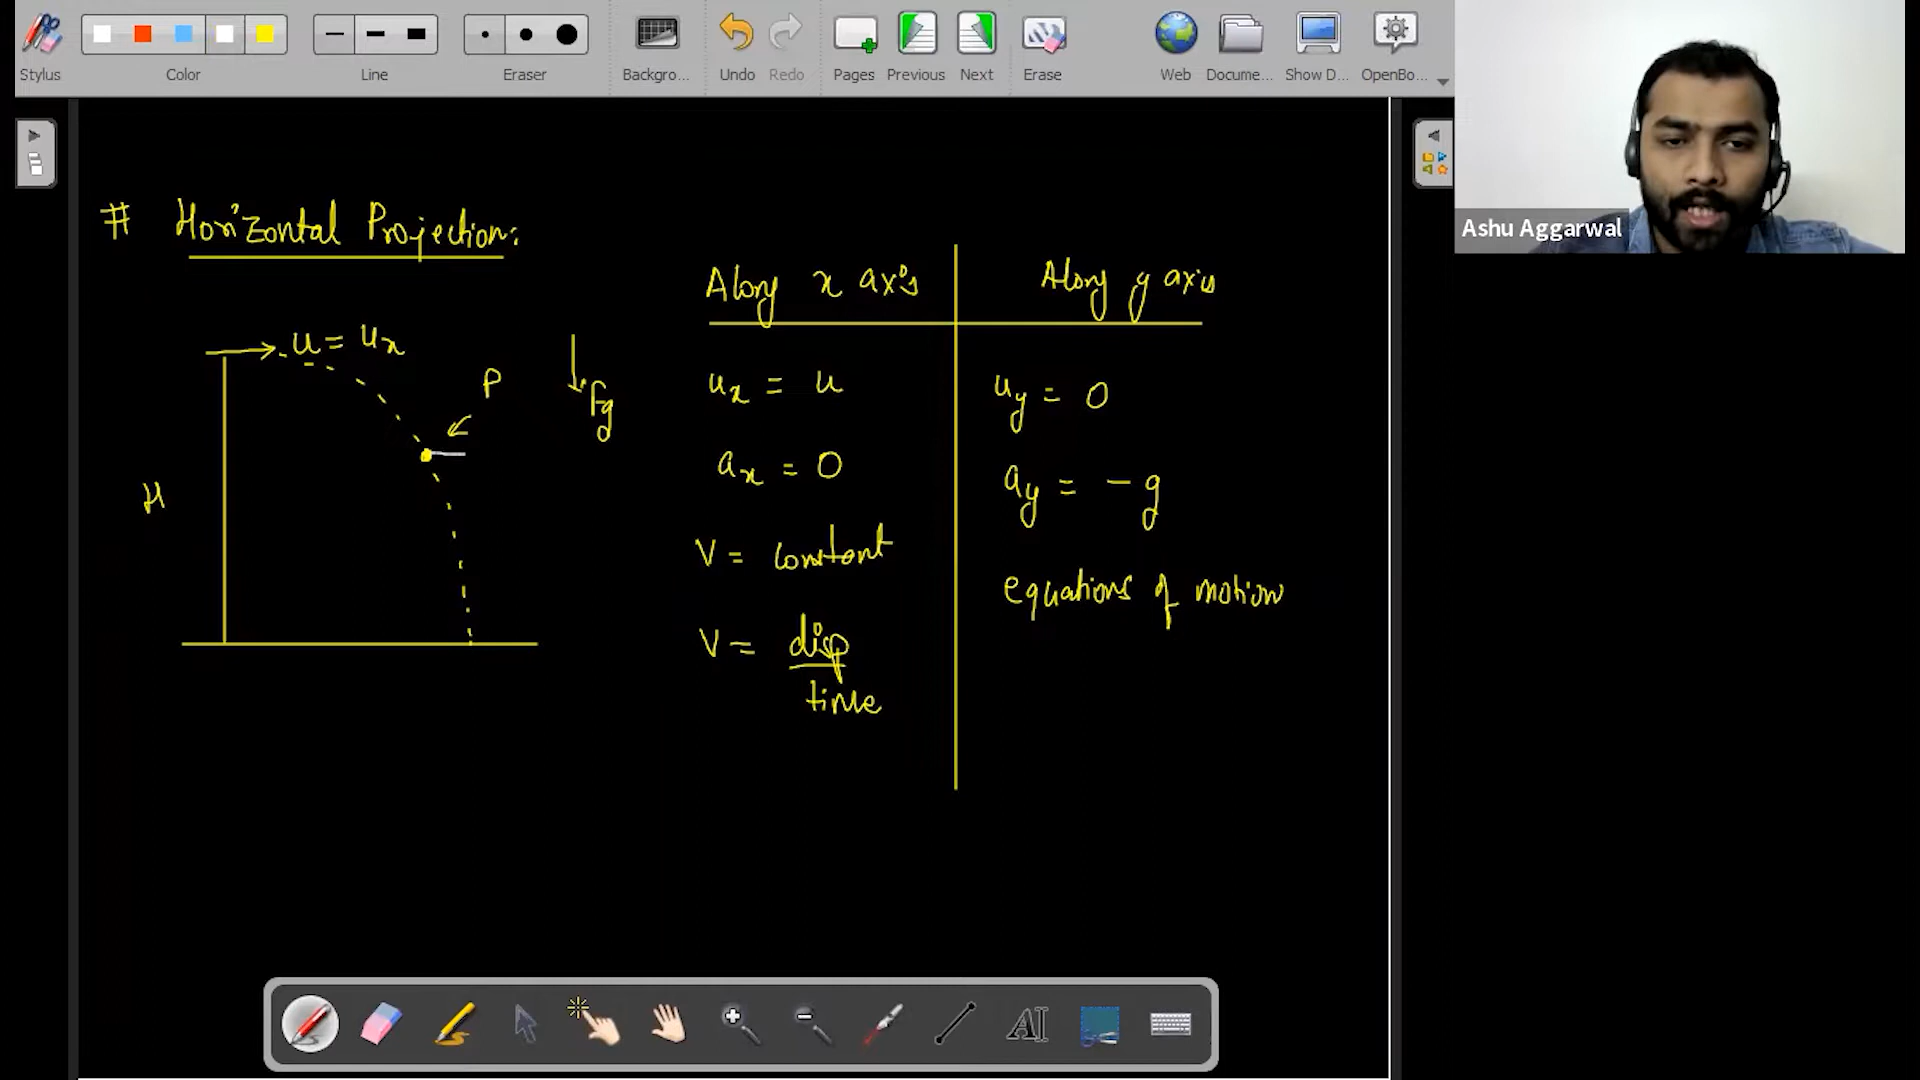 Stylus
Color
Line
Eraser
Backgro...
Undo
Redo
Pages
Previous
Next
Erase
Web
Docume...
Show D...
OpenBo...
Ashu Aggarwal
# Horizontal Projection:
Along x axis
Along y axis
u = ux
P
Fg
H
ux = u
uy = 0
ax = 0
ay = - g
V = constant
equations of motion
V = disp
time
AI